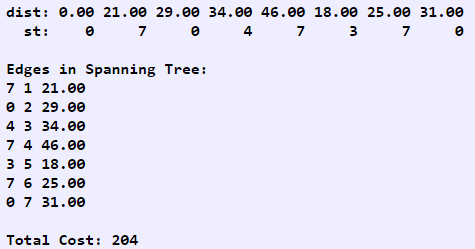 dist: 0.00 21.00 29.00 34.00 46.00 18.00 25.00 31.00
st: 0 7 0 4 7 3 7 0
Edges in Spanning Tree:
7 1 21.00
0 2 29.00
4 3 34.00
7 4 46.00
3 5 18.00
7 6 25.00
0 7 31.00
Total Cost: 204